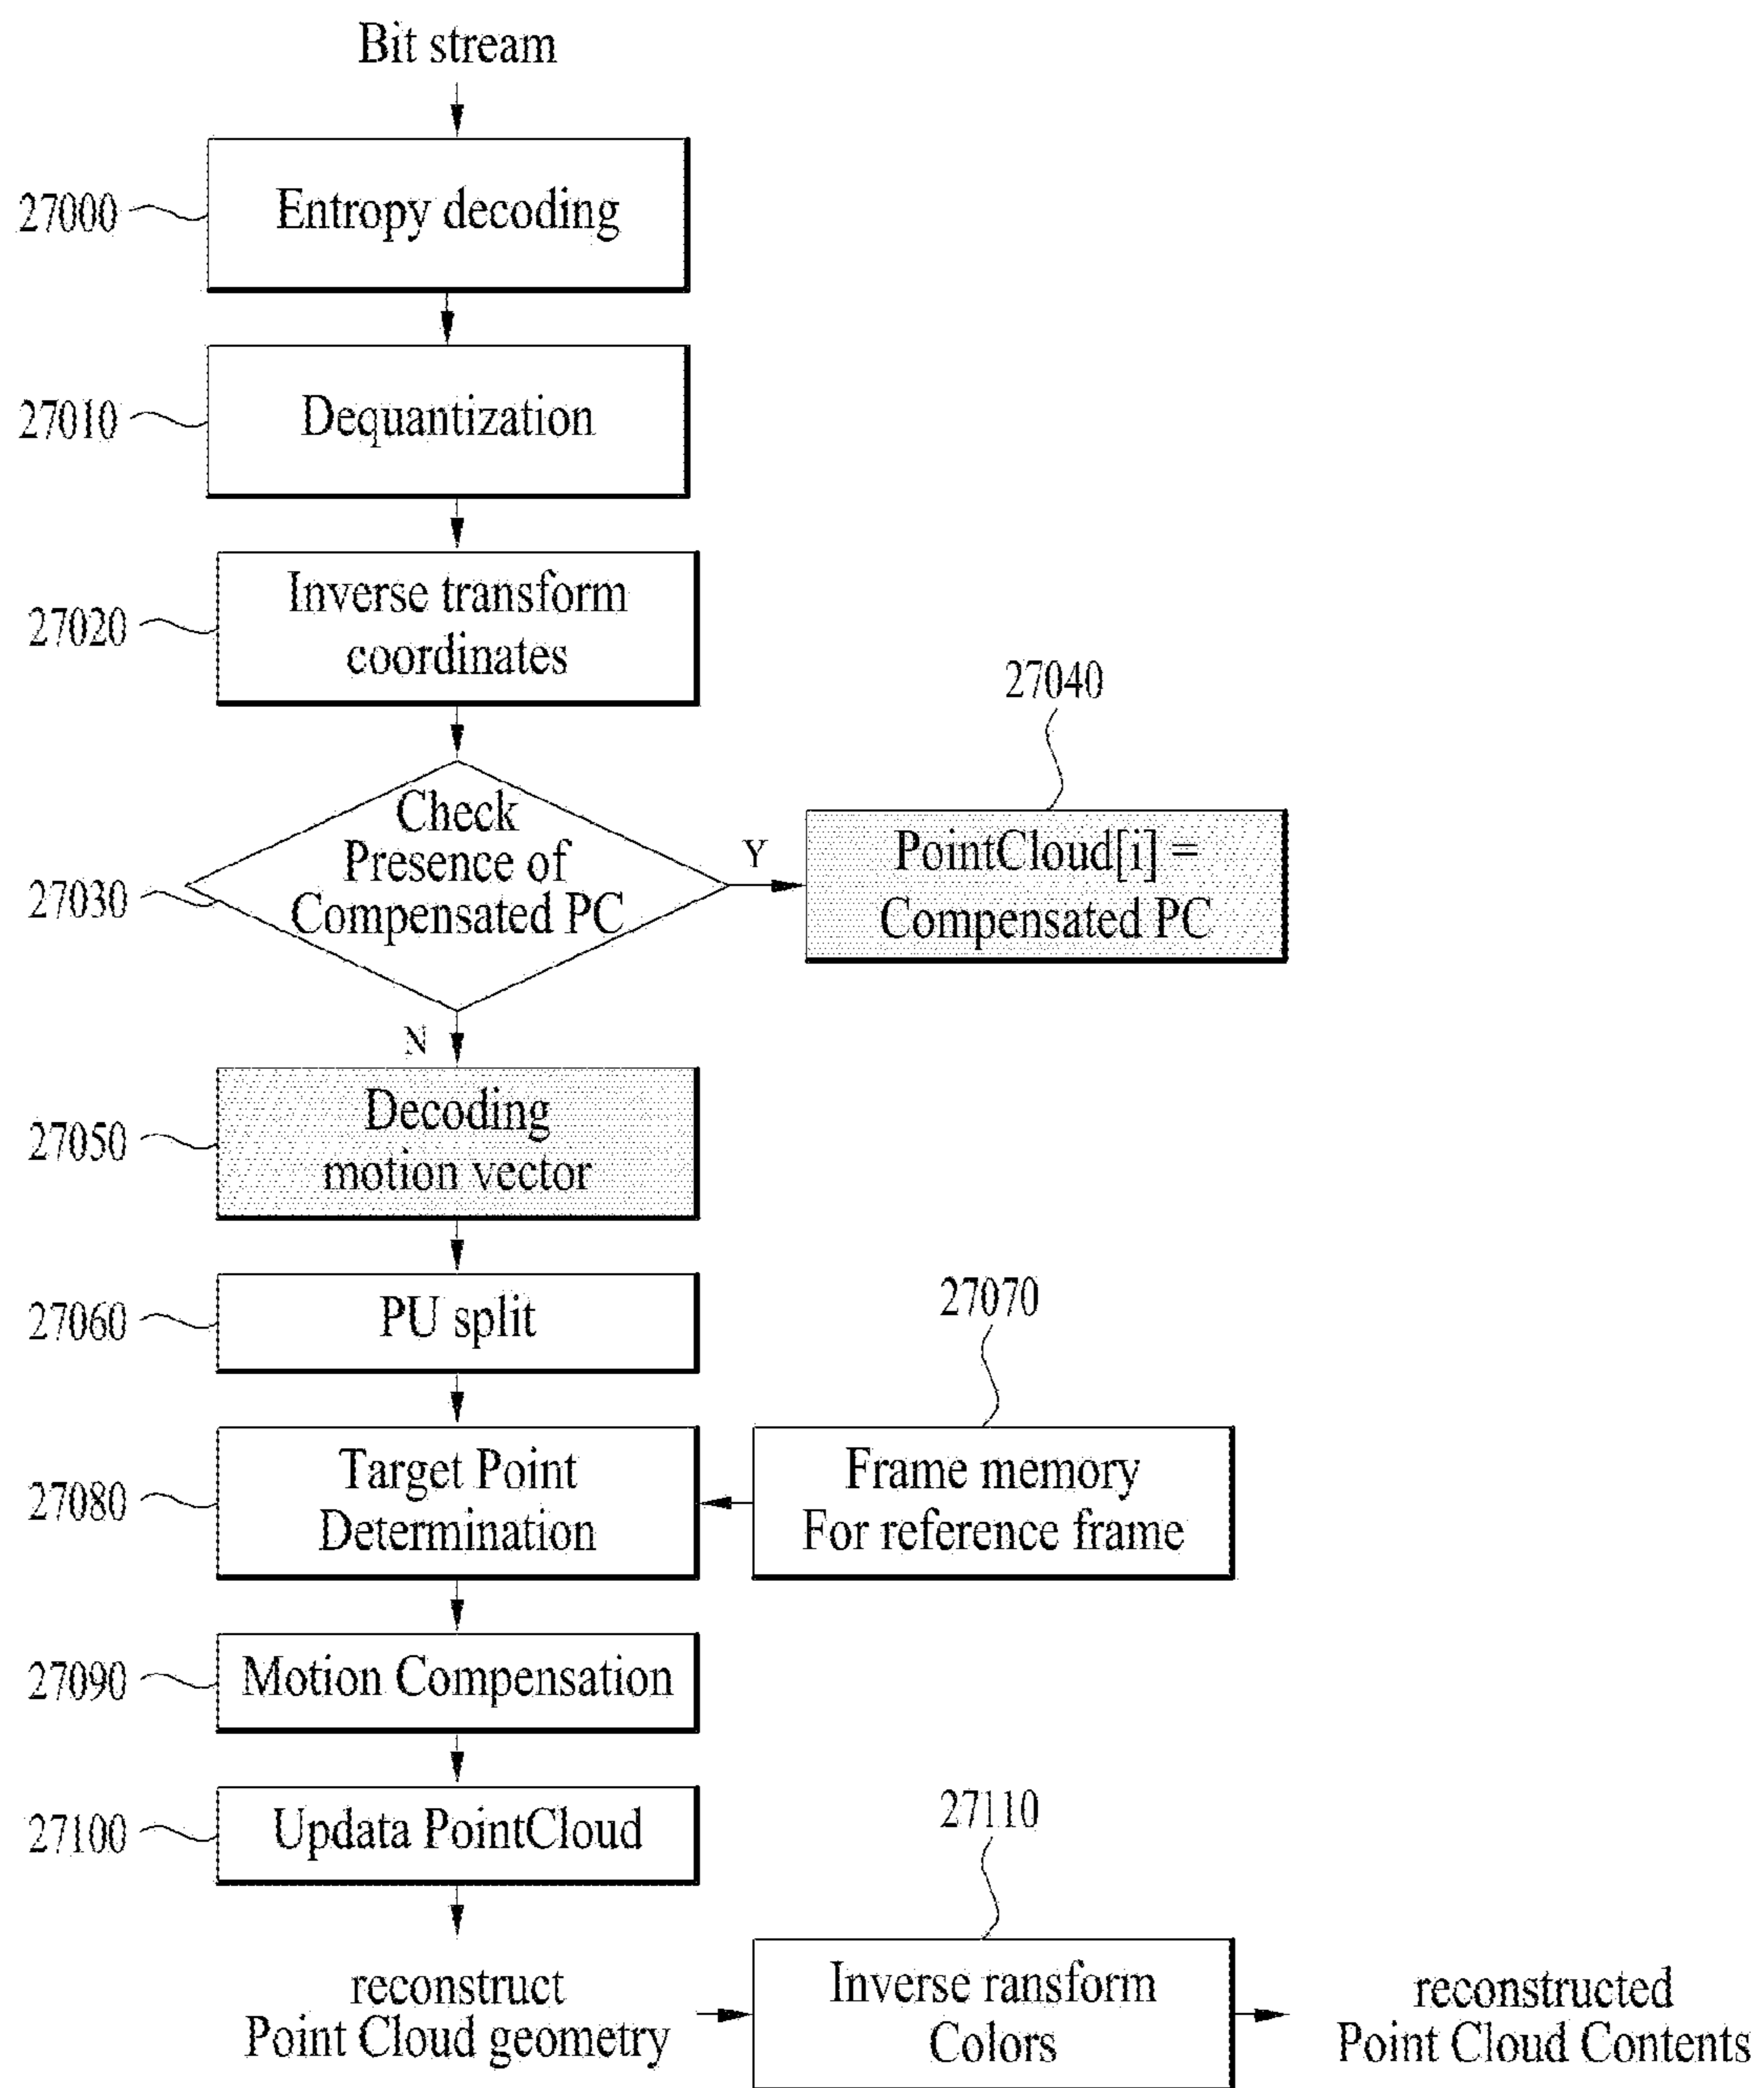 Bit stream
27000
Entropy decoding
27010
Dequantization
27020
Inverse transform
coordinates
27030
Check
Presence of
Compensated PC
Y
27040
PointCloud[i] =
Compensated PC
N
27050
Decoding
motion vector
27060
PU split
27070
Frame memory
For reference frame
27080
Target Point
Determination
27090
Motion Compensation
27100
Updata PointCloud
reconstruct
Point Cloud geometry
27110
Inverse ransform
Colors
reconstructed
Point Cloud Contents